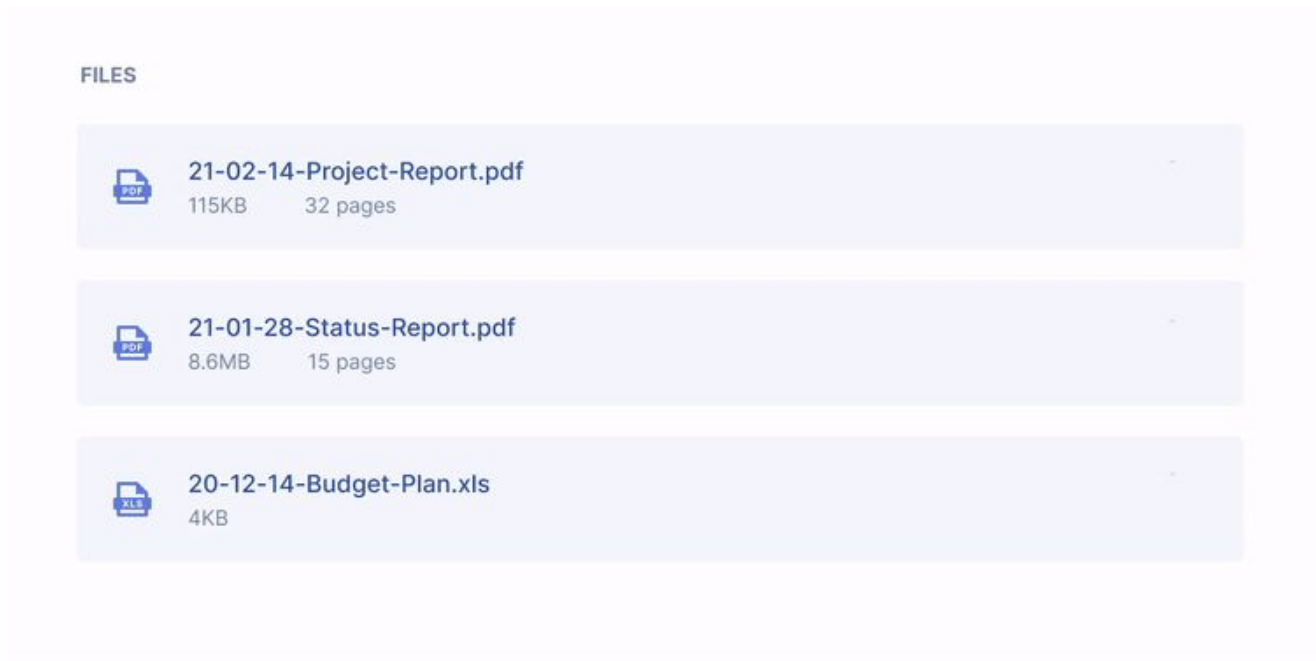 FILES
PDF
21-02-14-Project-Report.pdf
115KB 32 pages
PDF
21-01-28-Status-Report.pdf
8.6MB 15 pages
XLS
20-12-14-Budget-Plan.xls
4KB